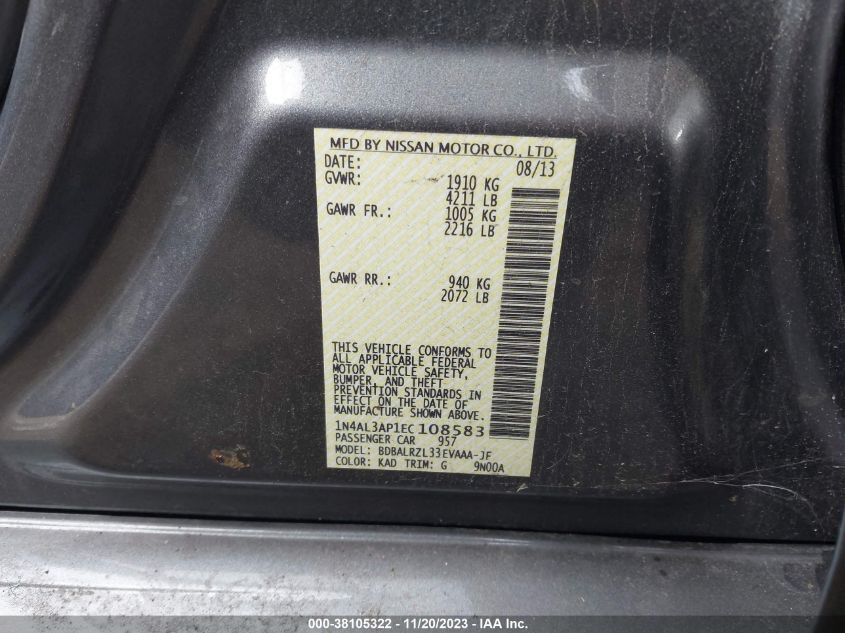 MFD BY NISSAN MOTOR CO., LTD.
DATE: 08/13
GVWR: 1910 KG
4211 LB
GAWR FR.: 1005 KG
2216 LB
GAWR RR.: 940 KG
2072 LB
THIS VEHICLE CONFORMS TO
ALL APPLICABLE FEDERAL
MOTOR VEHICLE SAFETY,
BUMPER, AND THEFT
PREVENTION STANDARDS IN
EFFECT ON THE DATE OF
MANUFACTURE SHOWN ABOVE.
1N4AL3AP1EC 108583
PASSENGER CAR 957
MODEL: BDBALRZL33EVAAA-JF
COLOR: KAD TRIM: G 9N00A
000-38105322 - 11/20/2023 - IAA Inc.